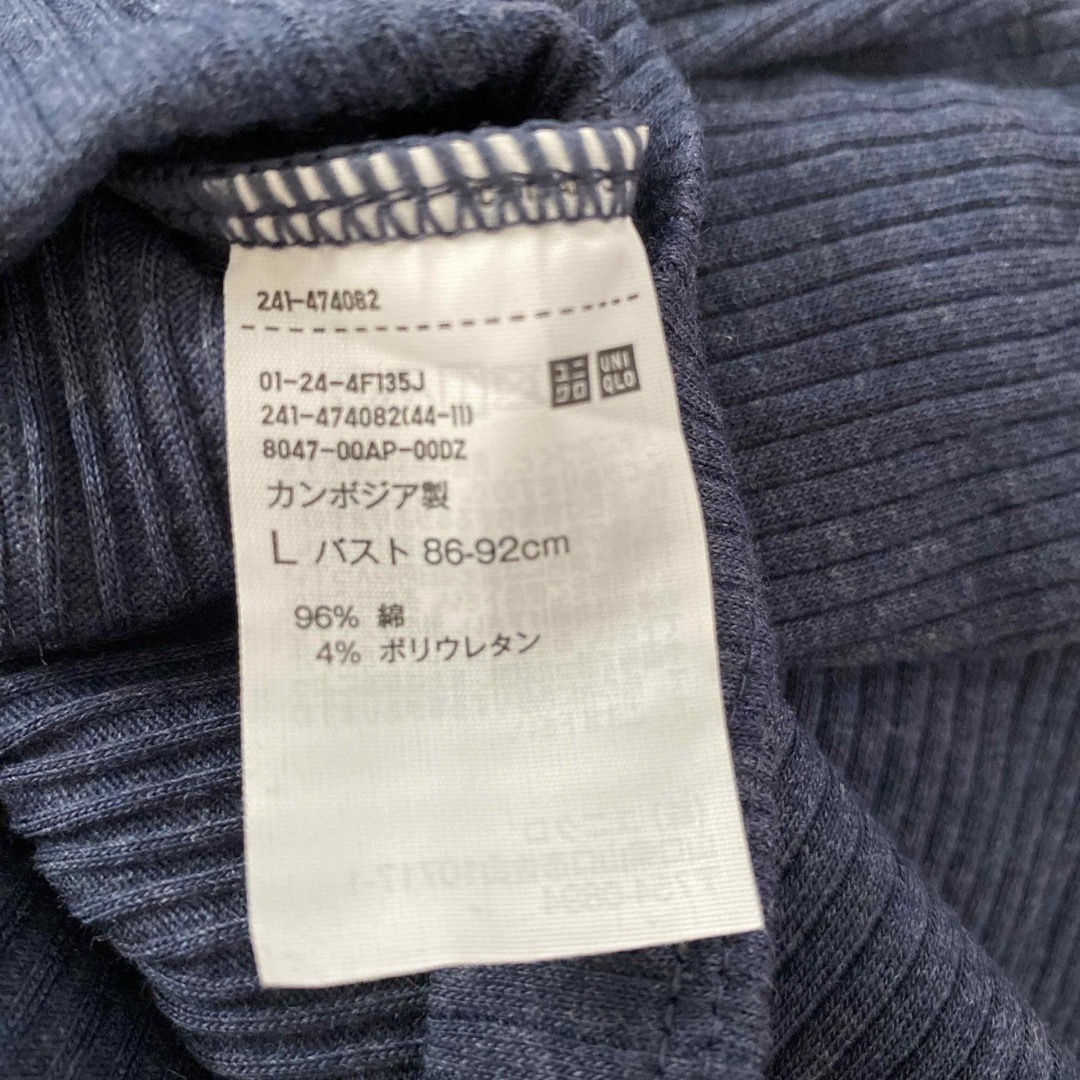 241-474082
01-24-4F135J
ユニクロ UNIQLO
241-474082(44-11)
8047-00AP-00DZ
カンボジア製
L バスト 86-92cm
96% 綿
4% ポリウレタン